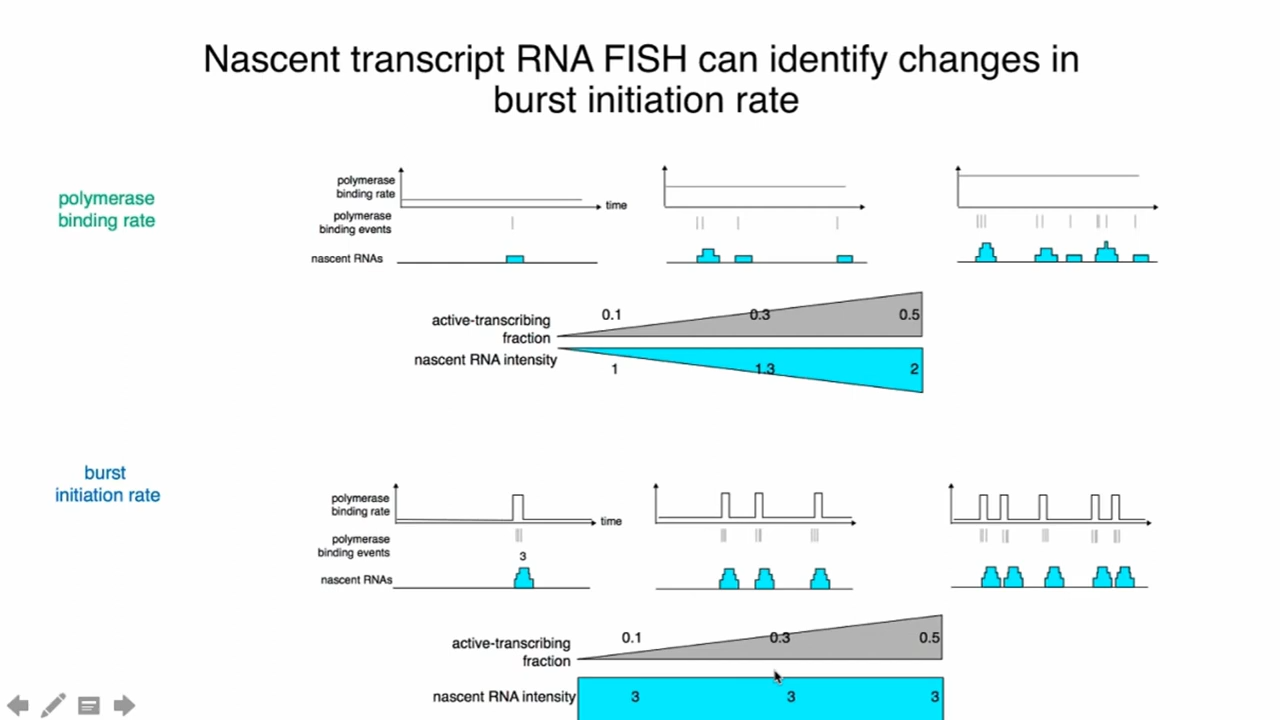 Nascent transcript RNA FISH can identify changes in
burst initiation rate
polymerase
binding rate
polymerase
binding rate
time
polymerase
binding events
nascent RNAs
active-transcribing
fraction
0.1 0.3 0.5
nascent RNA intensity
1 1.3 2
burst
initiation rate
polymerase
binding rate
time
polymerase
binding events
3
nascent RNAs
active-transcribing
fraction
0.1 0.3 0.5
nascent RNA intensity 3 3 3